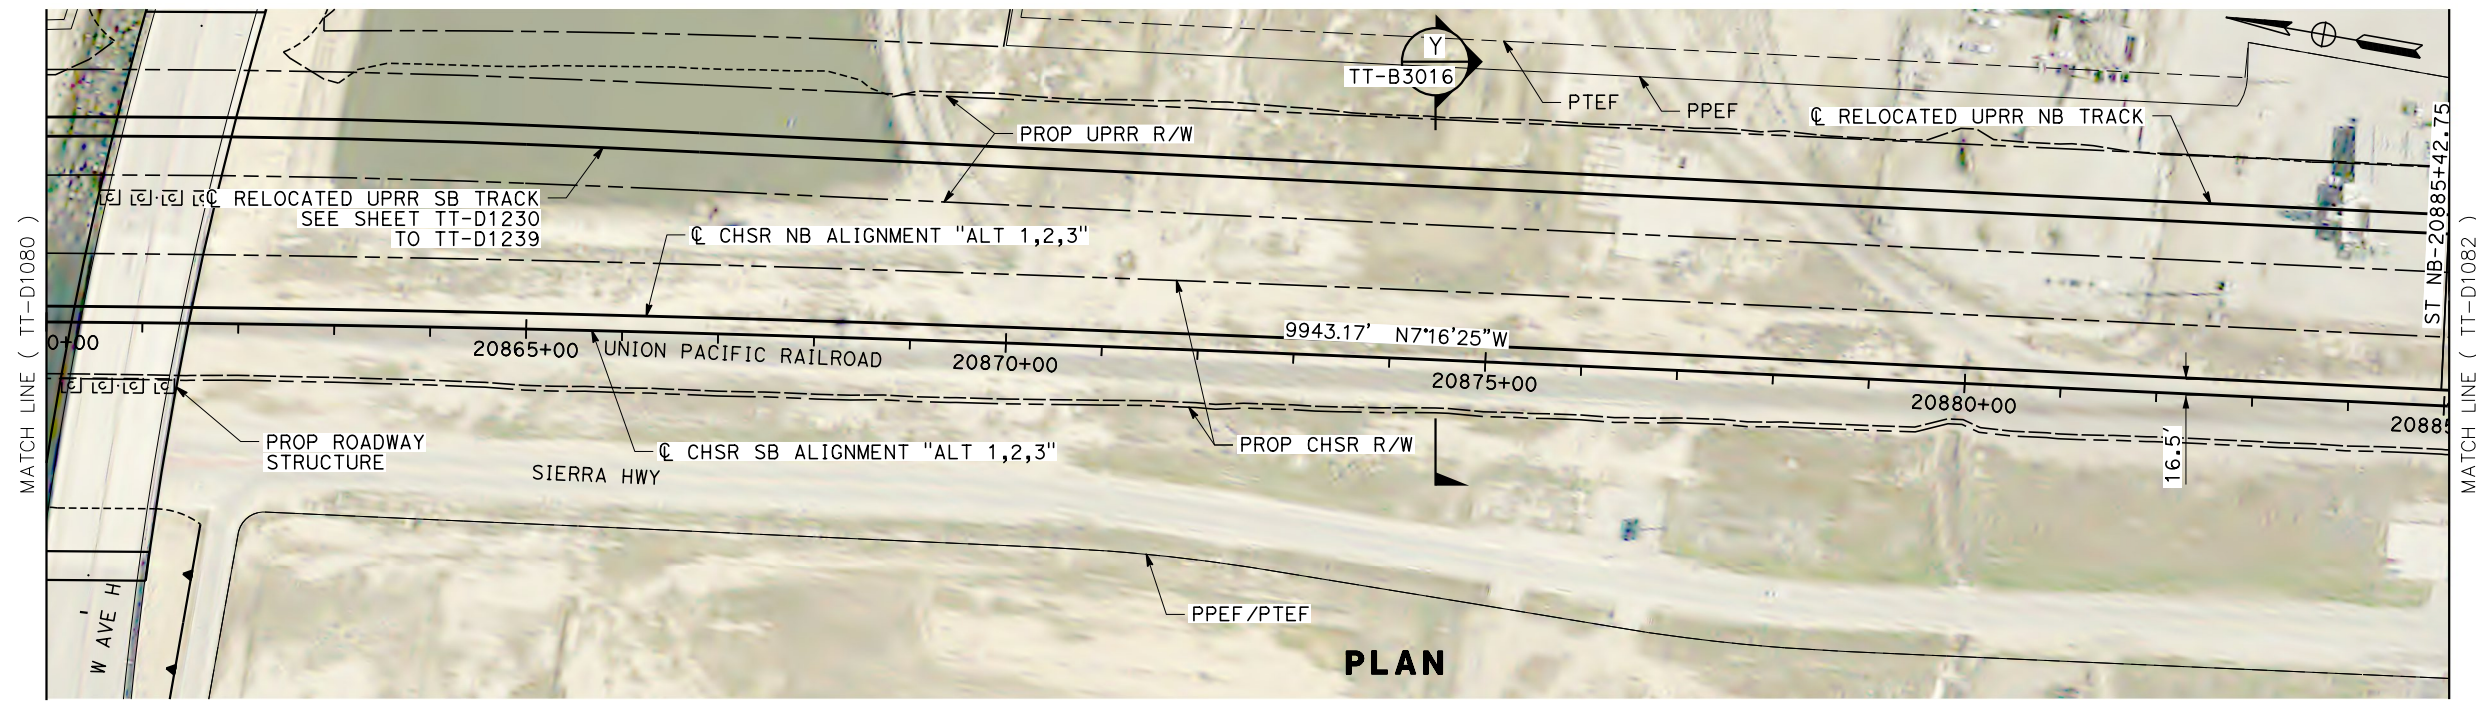 Y
TT-B3016
PTEF
PPEF
℄ RELOCATED UPRR NB TRACK
PROP UPRR R/W
℄ RELOCATED UPRR SB TRACK
SEE SHEET TT-D1230
TO TT-D1239
℄ CHSR NB ALIGNMENT "ALT 1,2,3"
MATCH LINE ( TT-D1080 )
ST NB-20885+42.75
MATCH LINE ( TT-D1082 )
0+00
20865+00
UNION PACIFIC RAILROAD
20870+00
9943.17' N7°16'25"W
20875+00
20880+00
2088
PROP ROADWAY
STRUCTURE
℄ CHSR SB ALIGNMENT "ALT 1,2,3"
PROP CHSR R/W
16.5'
SIERRA HWY
W AVE H
PPEF/PTEF
PLAN